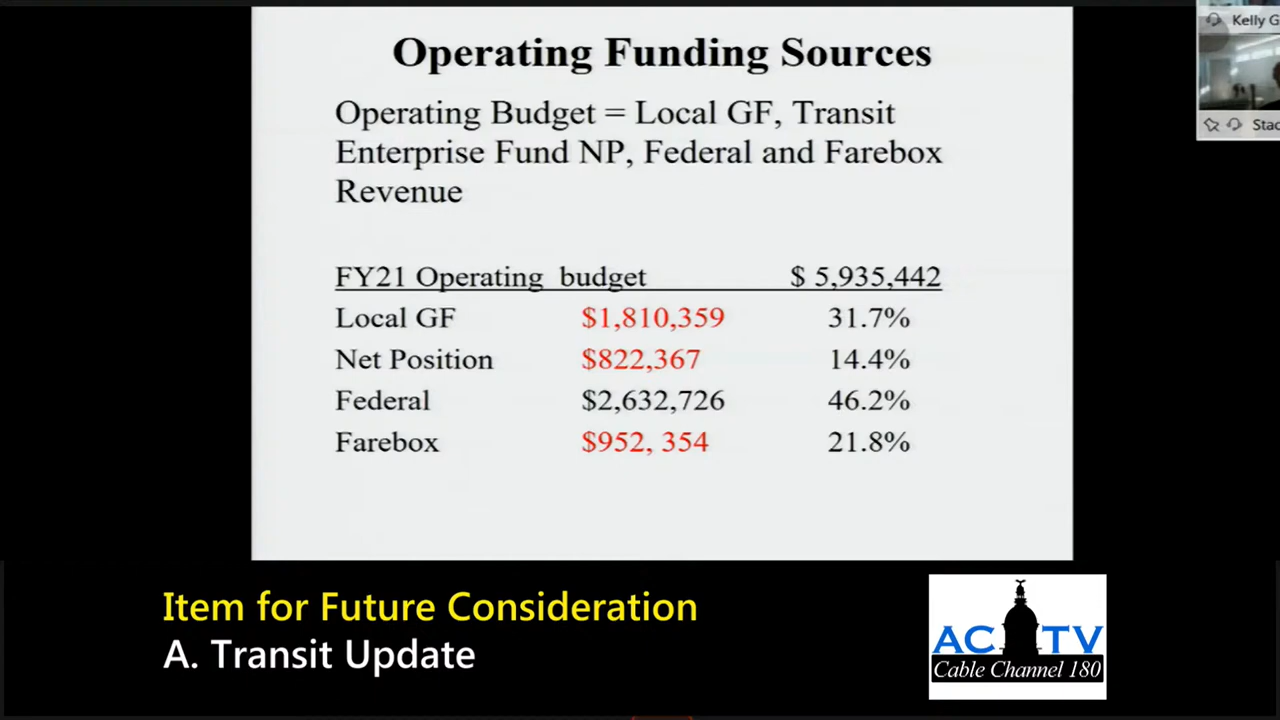 Operating Funding Sources
Operating Budget = Local GF, Transit
Enterprise Fund NP, Federal and Farebox
Revenue
FY21 Operating budget $ 5,935,442
Local GF $1,810,359 31.7%
Net Position $822,367 14.4%
Federal $2,632,726 46.2%
Farebox $952, 354 21.8%
Kelly G
Stac
Item for Future Consideration
A. Transit Update
AC TV
Cable Channel 180